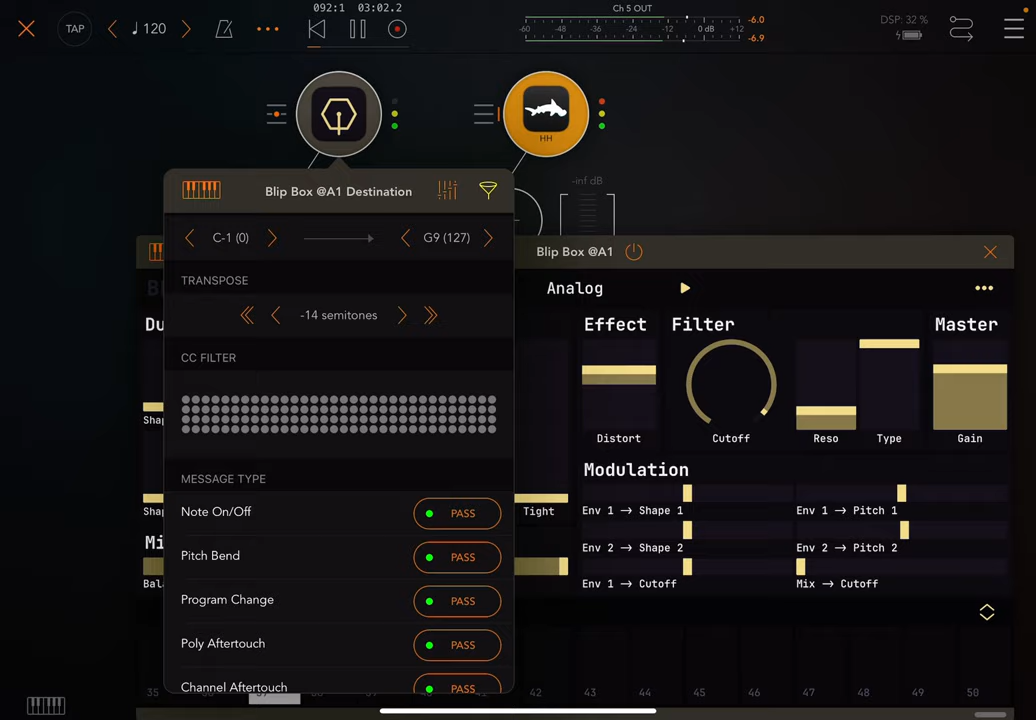 092:1 03:02.2
TAP
♩120
Ch 5 OUT
-60 -48 -36 -24 -12 0 dB +12
-6.0
-6.9
DSP: 32 %
HH
-inf dB
Blip Box @A1 Destination
C-1 (0)
G9 (127)
TRANSPOSE
-14 semitones
CC FILTER
MESSAGE TYPE
Note On/Off
PASS
Pitch Bend
PASS
Program Change
PASS
Poly Aftertouch
PASS
Channel Aftertouch
PASS
Blip Box @A1
Analog
Effect
Filter
Master
Distort
Cutoff
Reso
Type
Gain
Modulation
Tight
Env 1 → Shape 1
Env 1 → Pitch 1
Env 2 → Shape 2
Env 2 → Pitch 2
Env 1 → Cutoff
Mix → Cutoff
35
42 43 44 45 46 47 48 49 50